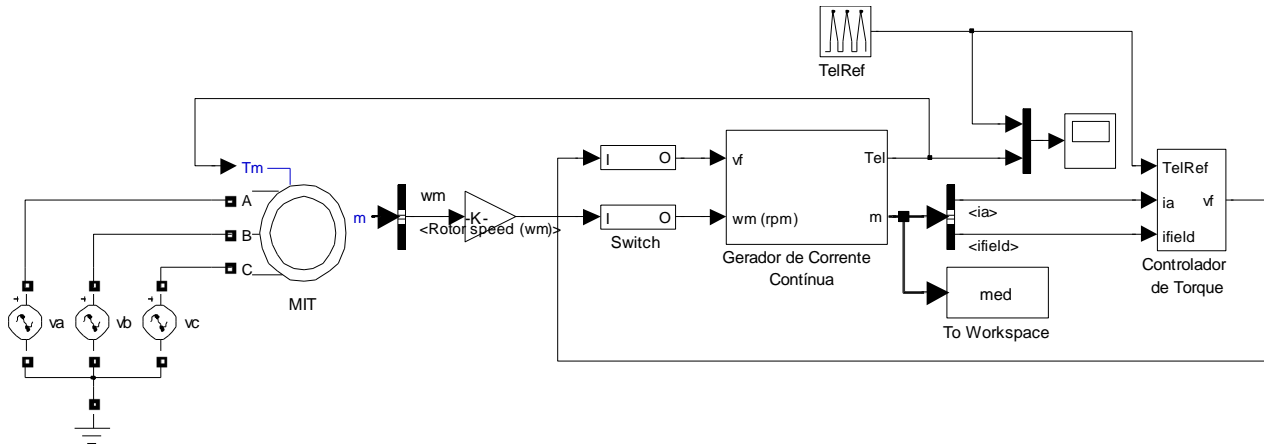 TelRef
Tm
A
B
C
m
MIT
va
vb
vc
wm
-K-
<Rotor speed (wm)>
I
O
I
O
Switch
vf
wm (rpm)
Tel
m
Gerador de Corrente
Contínua
<ia>
<ifield>
med
To Workspace
TelRef
ia
ifield
vf
Controlador
de Torque